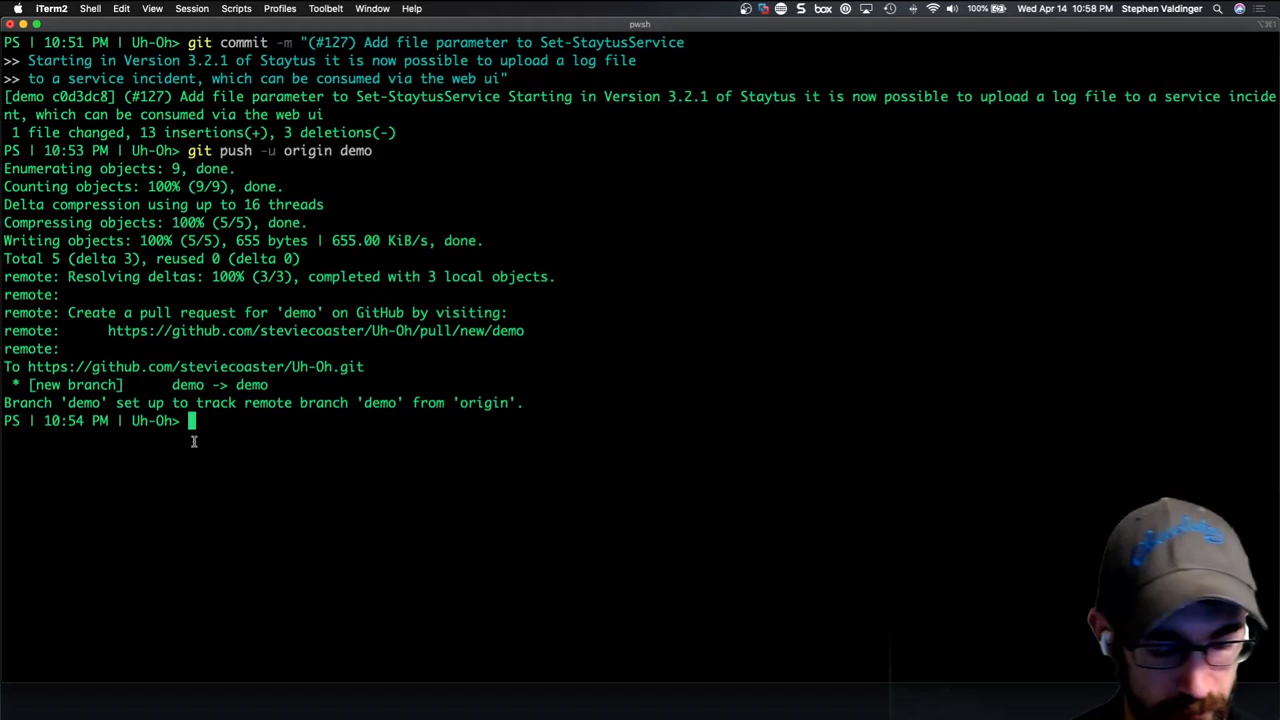 iTerm2 Shell Edit View Session Scripts Profiles Toolbelt Window Help box 100% Wed Apr 14 10:58 PM Stephen Valdinger
pwsh ⌥⌘1
PS | 10:51 PM | Uh-Oh> git commit -m "(#127) Add file parameter to Set-StaytusService
>> Starting in Version 3.2.1 of Staytus it is now possible to upload a log file
>> to a service incident, which can be consumed via the web ui"
[demo c0d3dc8] (#127) Add file parameter to Set-StaytusService Starting in Version 3.2.1 of Staytus it is now possible to upload a log file to a service incide
nt, which can be consumed via the web ui
1 file changed, 13 insertions(+), 3 deletions(-)
PS | 10:53 PM | Uh-Oh> git push -u origin demo
Enumerating objects: 9, done.
Counting objects: 100% (9/9), done.
Delta compression using up to 16 threads
Compressing objects: 100% (5/5), done.
Writing objects: 100% (5/5), 655 bytes | 655.00 KiB/s, done.
Total 5 (delta 3), reused 0 (delta 0)
remote: Resolving deltas: 100% (3/3), completed with 3 local objects.
remote:
remote: Create a pull request for 'demo' on GitHub by visiting:
remote:      https://github.com/steviecoaster/Uh-Oh/pull/new/demo
remote:
To https://github.com/steviecoaster/Uh-Oh.git
* [new branch]      demo -> demo
Branch 'demo' set up to track remote branch 'demo' from 'origin'.
PS | 10:54 PM | Uh-Oh>